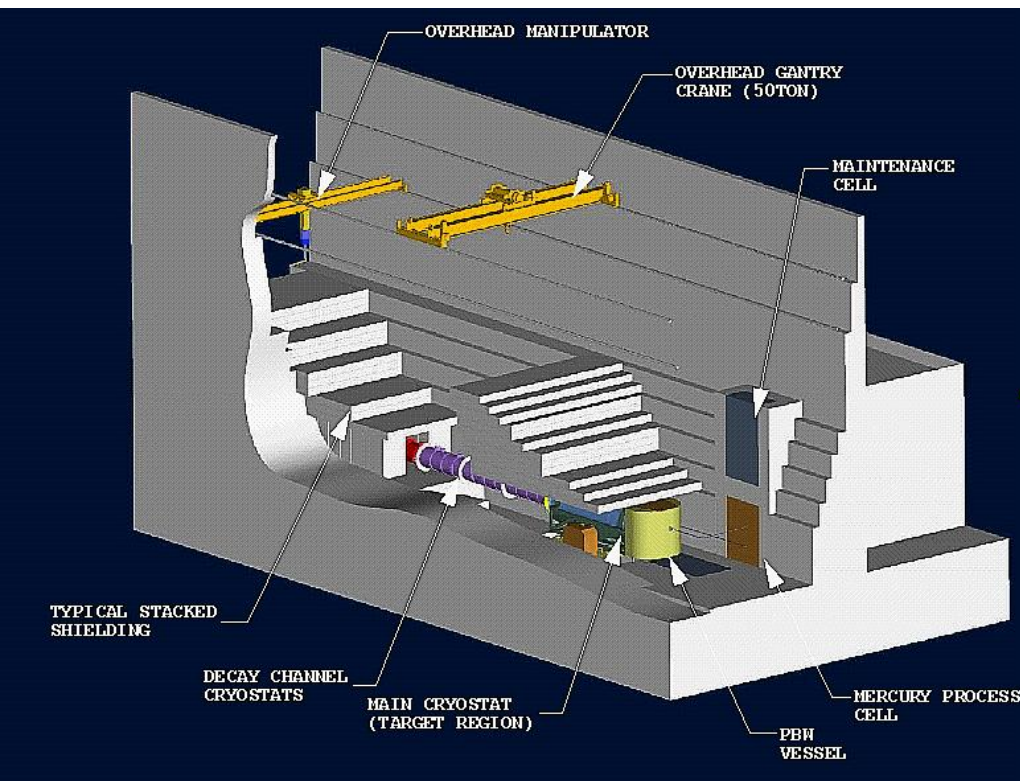 OVERHEAD MANIPULATOR
OVERHEAD GANTRY
CRANE (50TON)
MAINTENANCE
CELL
TYPICAL STACKED
SHIELDING
DECAY CHANNEL
CRYOSTATS
MAIN CRYOSTAT
(TARGET REGION)
MERCURY PROCESS
CELL
PBW
VESSEL